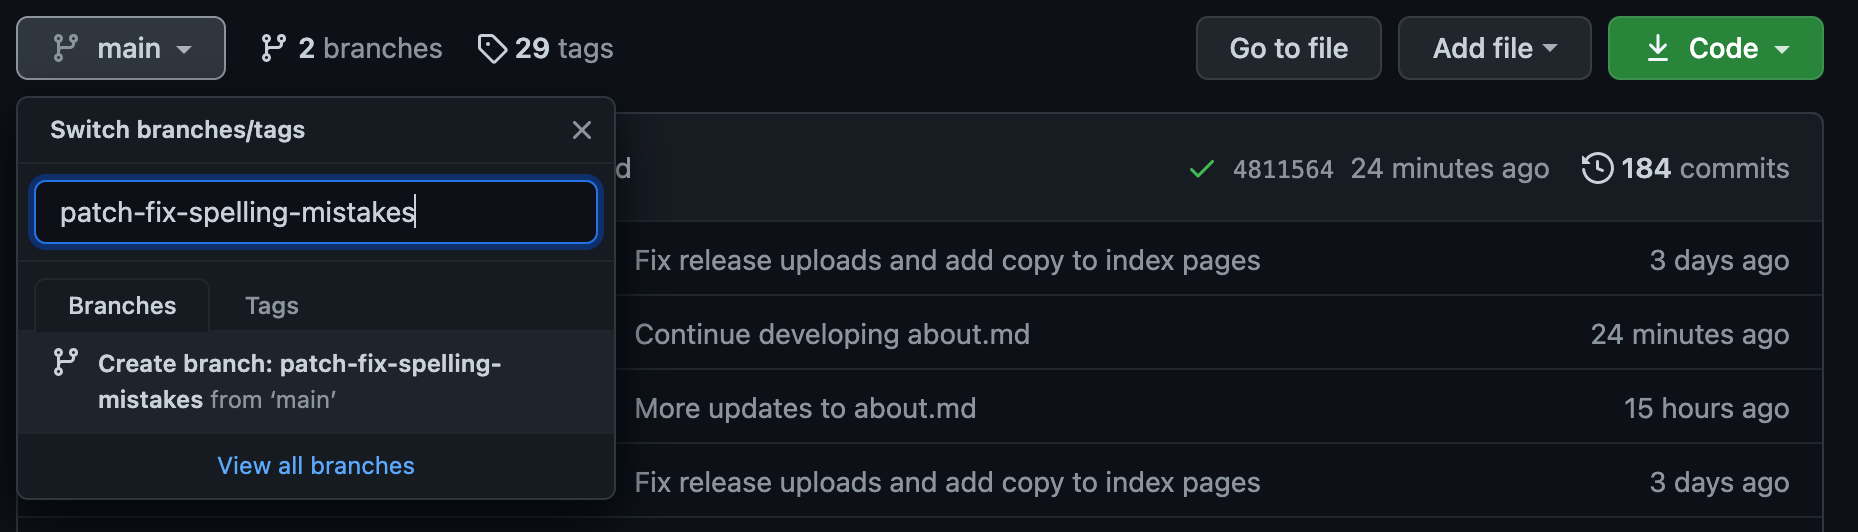 main 2 branches 29 tags Go to file Add file Code
Switch branches/tags
d 4811564 24 minutes ago 184 commits
patch-fix-spelling-mistakes
Fix release uploads and add copy to index pages 3 days ago
Branches Tags
Continue developing about.md 24 minutes ago
Create branch: patch-fix-spelling-
mistakes from ‘main’
More updates to about.md 15 hours ago
View all branches
Fix release uploads and add copy to index pages 3 days ago